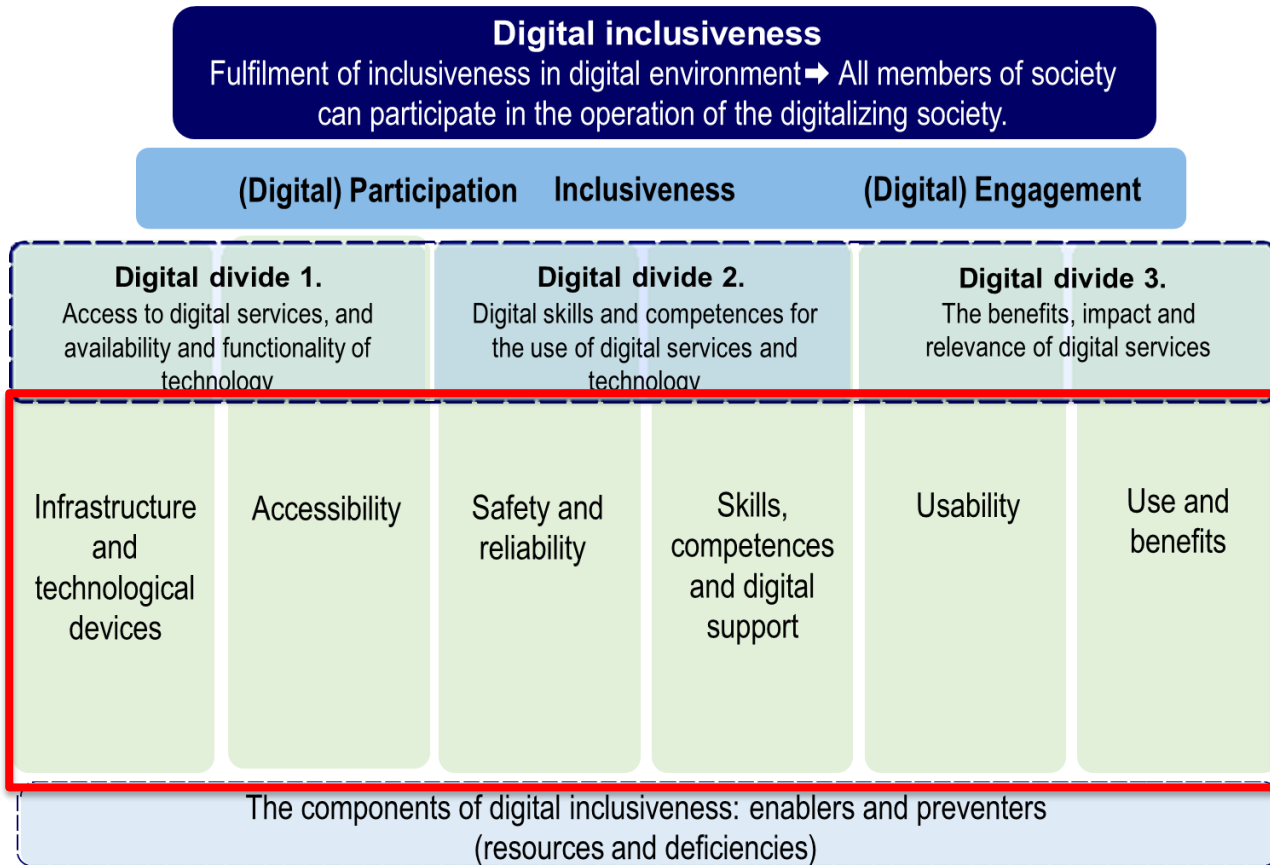 Digital inclusiveness
Fulfilment of inclusiveness in digital environment➡ All members of society
can participate in the operation of the digitalizing society.
(Digital) Participation Inclusiveness (Digital) Engagement
Digital divide 1.
Access to digital services, and
availability and functionality of
technology
Digital divide 2.
Digital skills and competences for
the use of digital services and
technology
Digital divide 3.
The benefits, impact and
relevance of digital services
Infrastructure
and
technological
devices
Accessibility
Safety and
reliability
Skills,
competences
and digital
support
Usability
Use and
benefits
The components of digital inclusiveness: enablers and preventers
(resources and deficiencies)